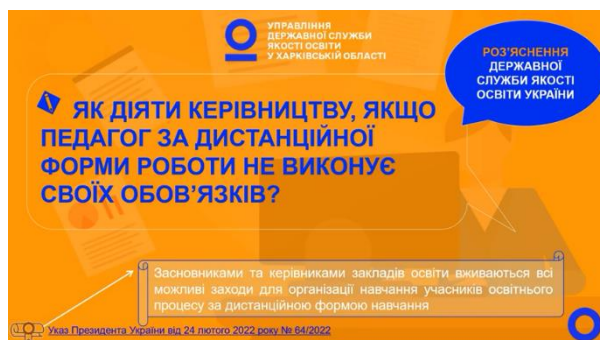 УПРАВЛІННЯ
ДЕРЖАВНОЇ СЛУЖБИ
ЯКОСТІ ОСВІТИ
У ХАРКІВСЬКІЙ ОБЛАСТІ
РОЗ'ЯСНЕННЯ
ДЕРЖАВНОЇ
СЛУЖБИ ЯКОСТІ
ОСВІТИ УКРАЇНИ
ЯК ДІЯТИ КЕРІВНИЦТВУ, ЯКЩО
ПЕДАГОГ ЗА ДИСТАНЦІЙНОЇ
ФОРМИ РОБОТИ НЕ ВИКОНУЄ
СВОЇХ ОБОВ'ЯЗКІВ?
Засновниками та керівниками закладів освіти вживаються всі
можливі заходи для організації навчання учасників освітнього
процесу за дистанційною формою навчання
Указ Президента України від 24 лютого 2022 року № 64/2022